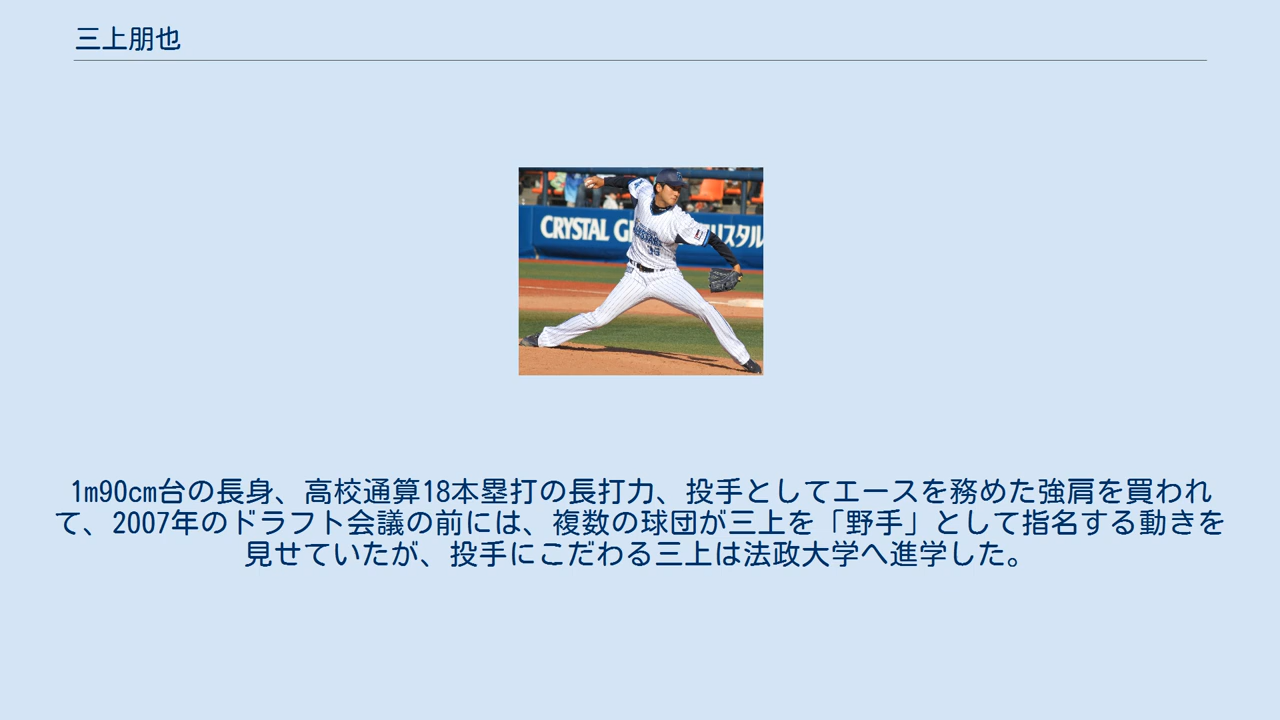 三上朋也
CRYSTAL
スタル
1m90cm台の長身、高校通算18本塁打の長打力、投手としてエースを務めた強肩を買われ
て、2007年のドラフト会議の前には、複数の球団が三上を「野手」として指名する動きを
見せていたが、投手にこだわる三上は法政大学へ進学した。